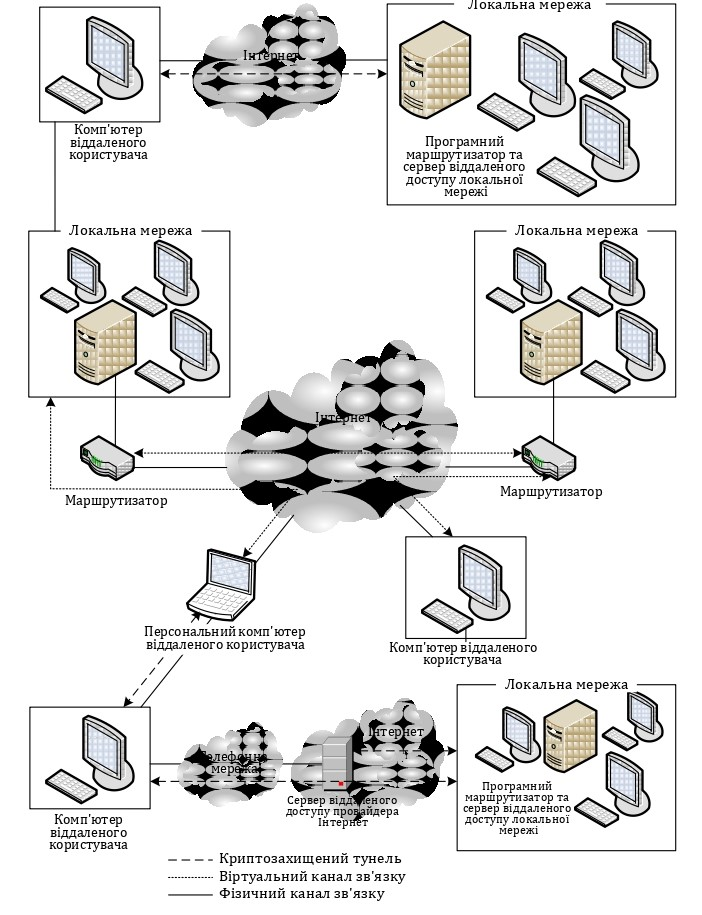 Локальна мережа
Інтернет
Комп'ютер
віддаленого
користувача
Програмний
маршрутизатор та
сервер віддаленого
доступу локальної
мережі
Локальна мережа
Локальна мережа
Інтернет
Маршрутизатор
Маршрутизатор
Персональний комп'ютер
віддаленого користувача
Комп'ютер віддаленого
користувача
Локальна мережа
Інтернет
Телефонна
мережа
Програмний
маршрутизатор та
сервер віддаленого
доступу локальної
мережі
Сервер віддаленого
доступу провайдера
Інтернет
Комп'ютер
віддаленого
користувача
Криптозахищений тунель
Віртуальний канал зв'язку
Фізичний канал зв'язку